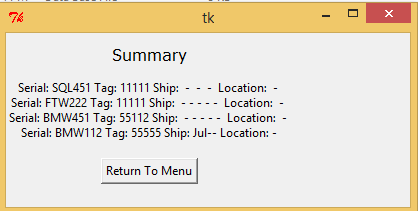 tk
Summary
Serial: SQL451 Tag: 11111 Ship: - - - Location: -
Serial: FTW222 Tag: 11111 Ship: - - - - - Location: -
Serial: BMW451 Tag: 55112 Ship: - - - - - Location: -
Serial: BMW112 Tag: 55555 Ship: Jul-- Location: -
Return To Menu